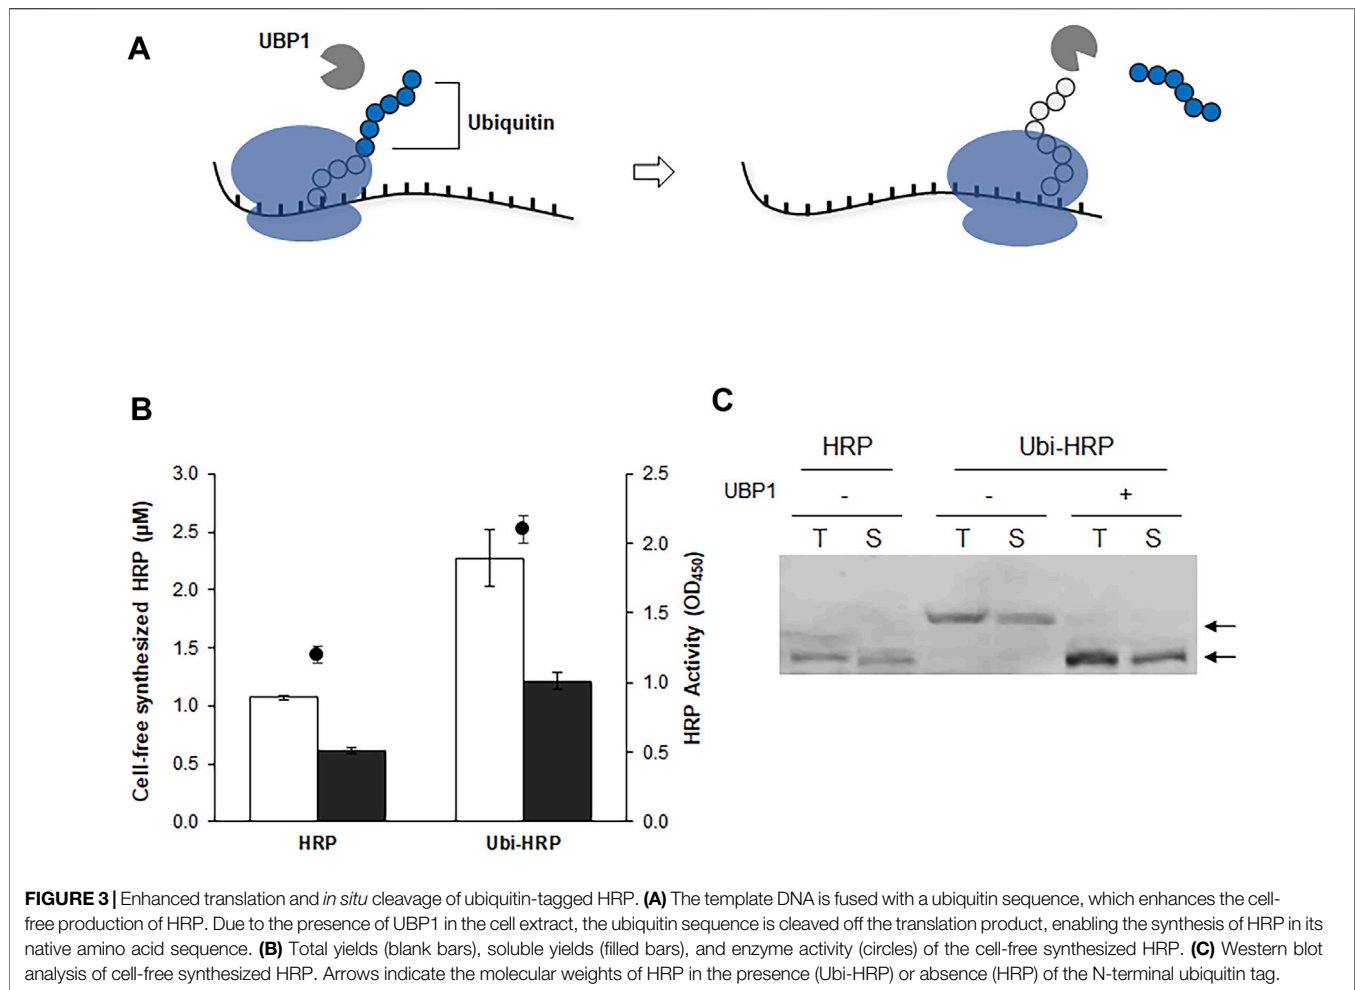 A
UBP1
Ubiquitin
B
3.0
2.5
2.0
1.5
1.0
0.5
0.0
Cell-free synthesized HRP (µM)
2.5
2.0
1.5
1.0
0.5
0.0
HRP Activity (OD450)
HRP
Ubi-HRP
C
HRP
Ubi-HRP
UBP1
-
-
+
T
S
T
S
T
S
FIGURE 3 | Enhanced translation and in situ cleavage of ubiquitin-tagged HRP. (A) The template DNA is fused with a ubiquitin sequence, which enhances the cell-
free production of HRP. Due to the presence of UBP1 in the cell extract, the ubiquitin sequence is cleaved off the translation product, enabling the synthesis of HRP in its
native amino acid sequence. (B) Total yields (blank bars), soluble yields (filled bars), and enzyme activity (circles) of the cell-free synthesized HRP. (C) Western blot
analysis of cell-free synthesized HRP. Arrows indicate the molecular weights of HRP in the presence (Ubi-HRP) or absence (HRP) of the N-terminal ubiquitin tag.